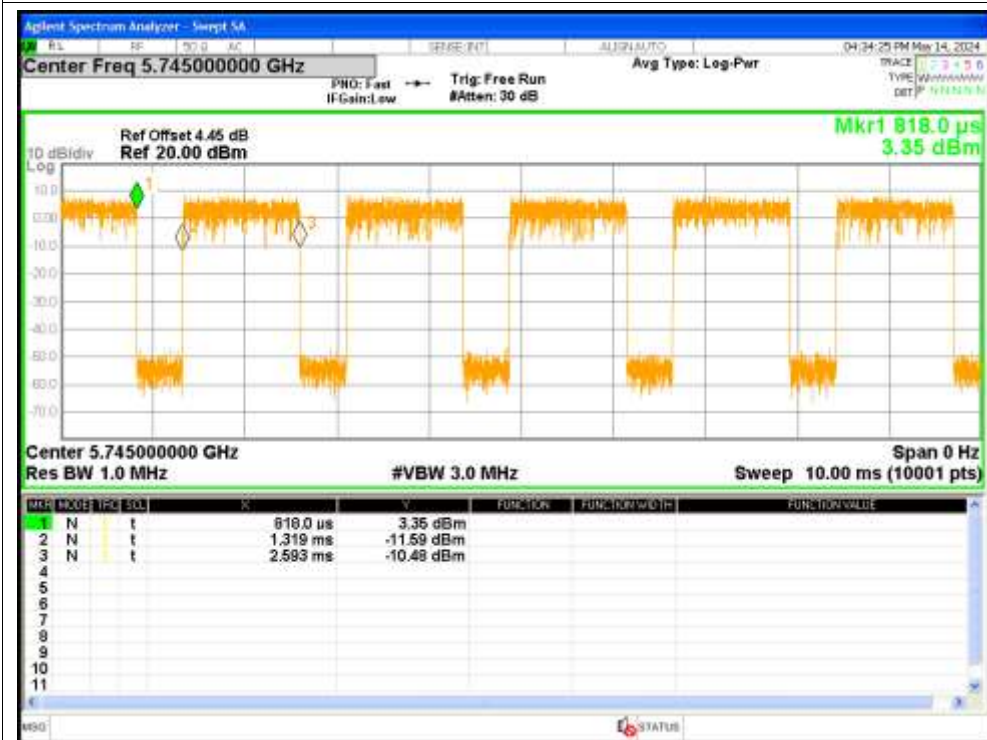 Agilent Spectrum Analyzer - Swept SA
RL RF 50 Ω AC SENSE:INT ALIGN AUTO 04:34:25 PM May 14, 2024
Center Freq 5.745000000 GHz
PNO: Fast
IFGain:Low
Trig: Free Run
#Atten: 30 dB
Avg Type: Log-Pwr
TRACE 1 2 3 4 5 6
TYPE
DET P N N N N N
Mkr1 818.0 µs
3.35 dBm
Ref Offset 4.45 dB
10 dB/div Ref 20.00 dBm
Log
10.0
0.00
-10.0
-20.0
-30.0
-40.0
-50.0
-60.0
-70.0
1
3
Center 5.745000000 GHz Span 0 Hz
Res BW 1.0 MHz #VBW 3.0 MHz Sweep 10.00 ms (10001 pts)
MKR MODE TRC SCL X Y FUNCTION FUNCTION WIDTH FUNCTION VALUE
1 N t 818.0 µs 3.35 dBm
2 N t 1.319 ms -11.59 dBm
3 N t 2.593 ms -10.48 dBm
4
5
6
7
8
9
10
11
MSG STATUS